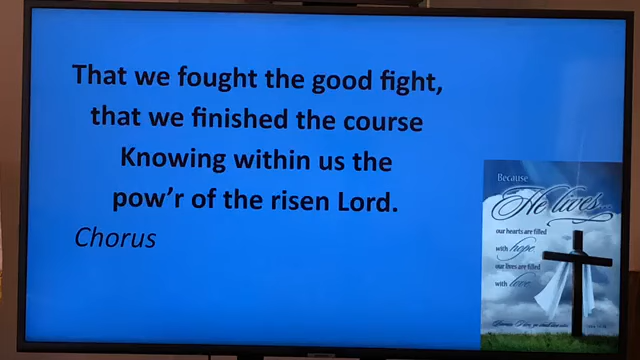 That we fought the good fight,
that we finished the course
Knowing within us the
pow'r of the risen Lord.
Chorus
Because
He lives...
our hearts are filled
with hope,
our lives are filled
with love.